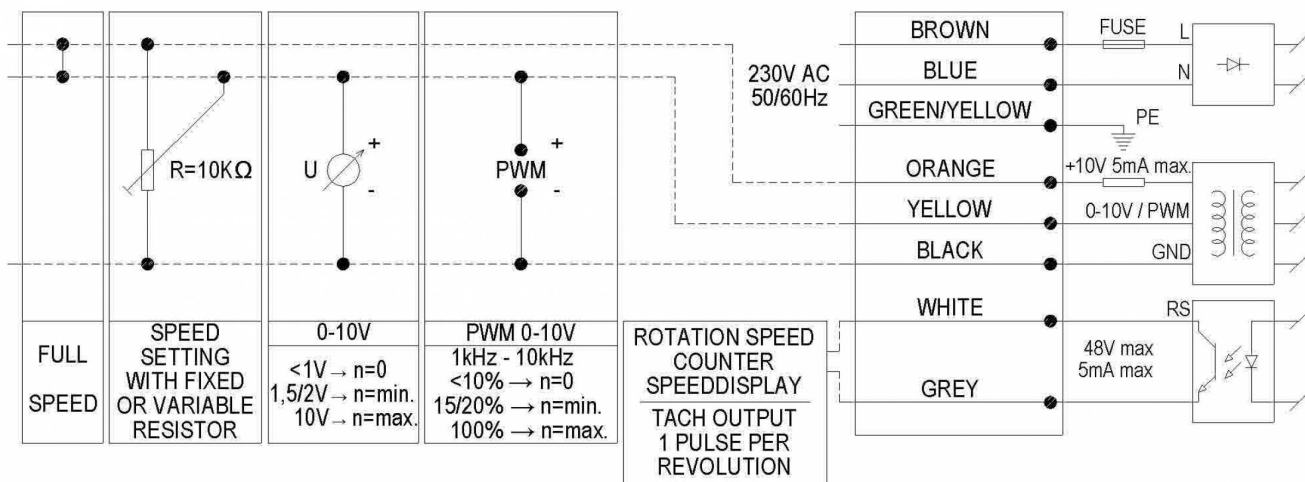 FULL
SPEED
R=10KΩ
SPEED
SETTING
WITH FIXED
OR VARIABLE
RESISTOR
U
+
-
0-10V
<1V → n=0
1,5/2V → n=min.
10V → n=max.
PWM
+
-
PWM 0-10V
1kHz - 10kHz
<10% → n=0
15/20% → n=min.
100% → n=max.
ROTATION SPEED
COUNTER
SPEEDDISPLAY
TACH OUTPUT
1 PULSE PER
REVOLUTION
230V AC
50/60Hz
BROWN
BLUE
GREEN/YELLOW
ORANGE
YELLOW
BLACK
WHITE
GREY
FUSE
L
N
PE
+10V 5mA max.
0-10V / PWM
GND
RS
48V max
5mA max